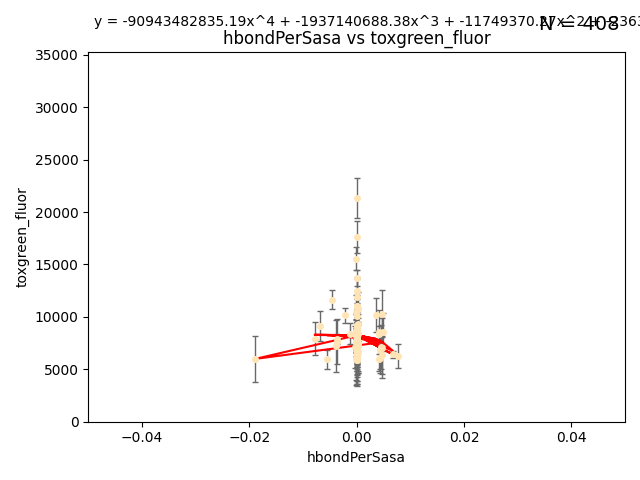 y = -90943482835.19x^4 + -1937140688.38x^3 + -11749370.
N = 408
hbondPerSasa vs toxgreen_fluor
35000
30000
25000
20000
15000
10000
5000
0
toxgreen_fluor
−0.04
−0.02
0.00
0.02
0.04
hbondPerSasa